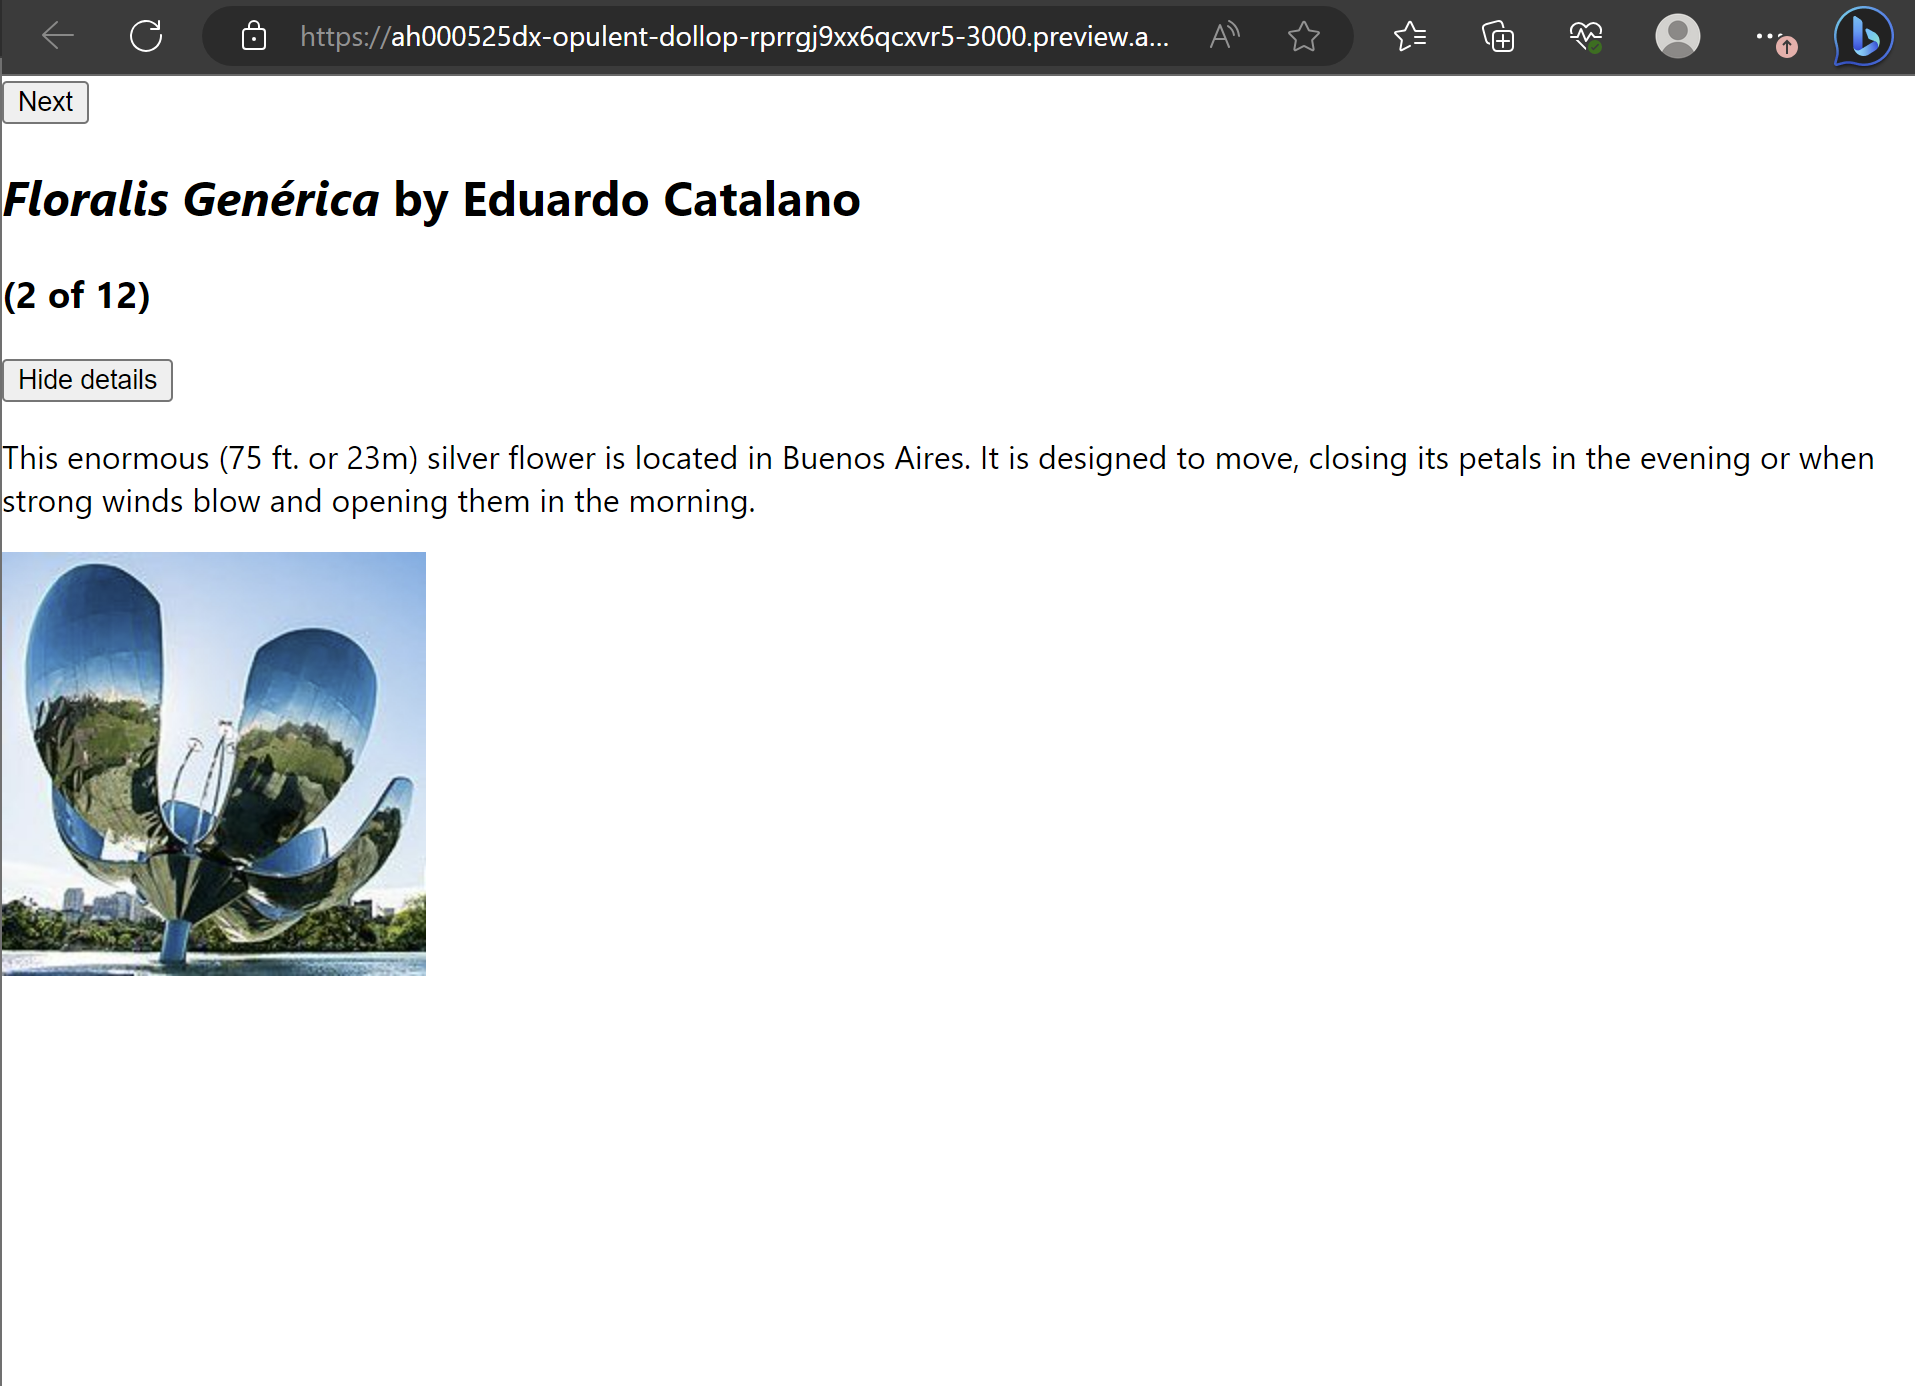 https://ah000525dx-opulent-dollop-rprrgj9xx6qcxvr5-3000.preview.a...
Next
Floralis Genérica by Eduardo Catalano
(2 of 12)
Hide details
This enormous (75 ft. or 23m) silver flower is located in Buenos Aires. It is designed to move, closing its petals in the evening or when
strong winds blow and opening them in the morning.